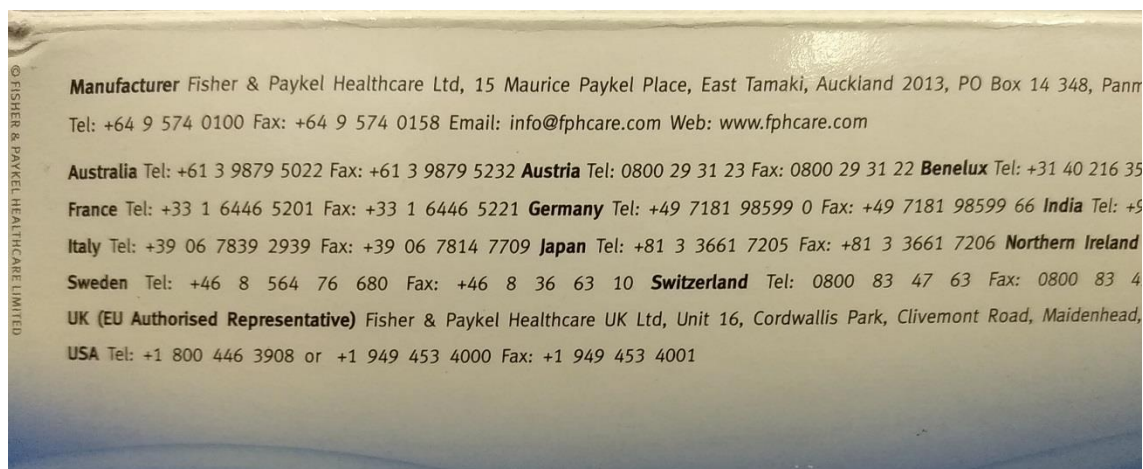 Manufacturer Fisher & Paykel Healthcare Ltd, 15 Maurice Paykel Place, East Tamaki, Auckland 2013, PO Box 14 348,
Tel: +64 9 574 0100 Fax: +64 9 574 0158 Email: info@fphcare.com Web: www.fphcare.com
Australia Tel: +61 3 9879 5022 Fax: +61 3 9879 5232 Austria Tel: 0800 29 31 23 Fax: 0800 29 31 22 Benelux Tel: +31 40 216 35
France Tel: +33 1 6446 5201 Fax: +33 1 6446 5221 Germany Tel: +49 7181 98599 0 Fax: +49 7181 98599 66 India Tel:
Italy Tel: +39 06 7839 2939 Fax: +39 06 7814 7709 Japan Tel: +81 3 3661 7205 Fax: +81 3 3661 7206 Northern Ireland
Sweden Tel: +46 8 564 76 680 Fax: +46 8 36 63 10 Switzerland Tel: 0800 83 47 63 Fax: 0800 83
UK (EU Authorised Representative) Fisher & Paykel Healthcare UK Ltd, Unit 16, Cordwallis Park, Clivemont Road, Maidenhead,
USA Tel: +1 800 446 3908 or +1 949 453 4000 Fax: +1 949 453 4001
© FISHER & PAYKEL HEALTHCARE LIMITED